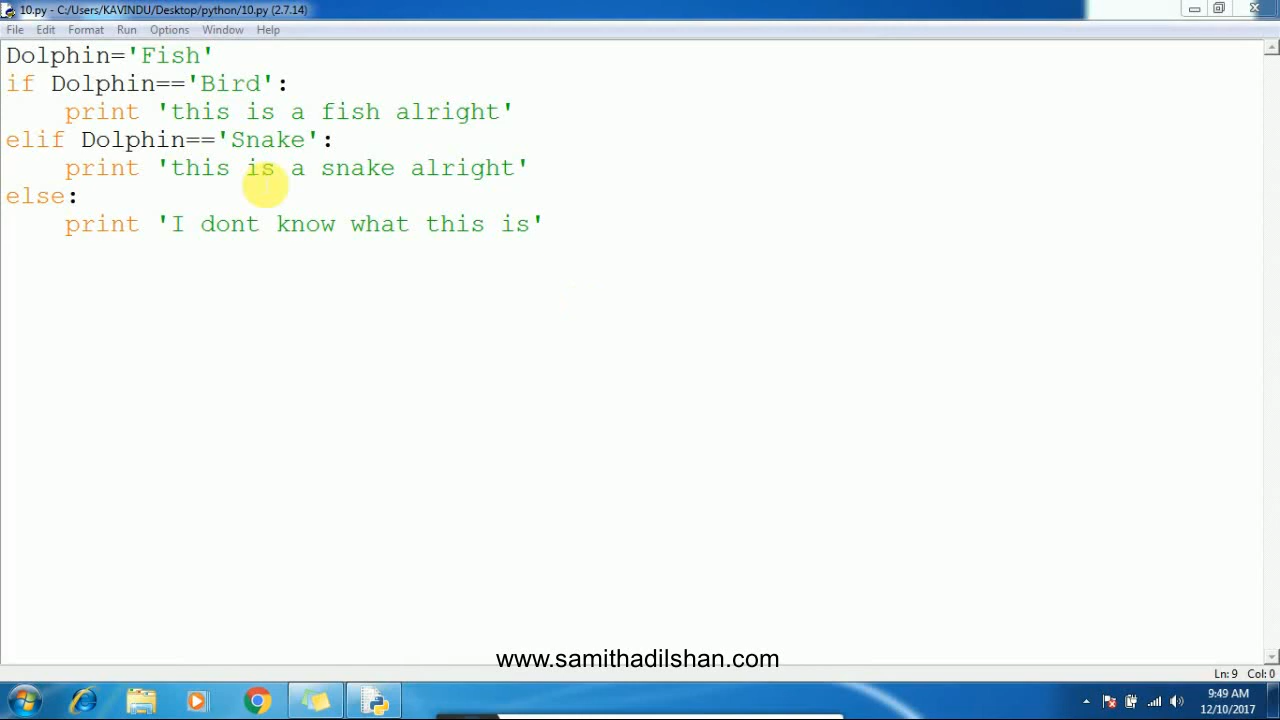 10.py - C:/Users/KAVINDU/Desktop/python/10.py (2.7.14)
File Edit Format Run Options Window Help
Dolphin='Fish'
if Dolphin=='Bird':
    print 'this is a fish alright'
elif Dolphin=='Snake':
    print 'this is a snake alright'
else:
    print 'I dont know what this is'
www.samithadilshan.com
Ln: 9 Col: 0
9:49 AM
12/10/2017